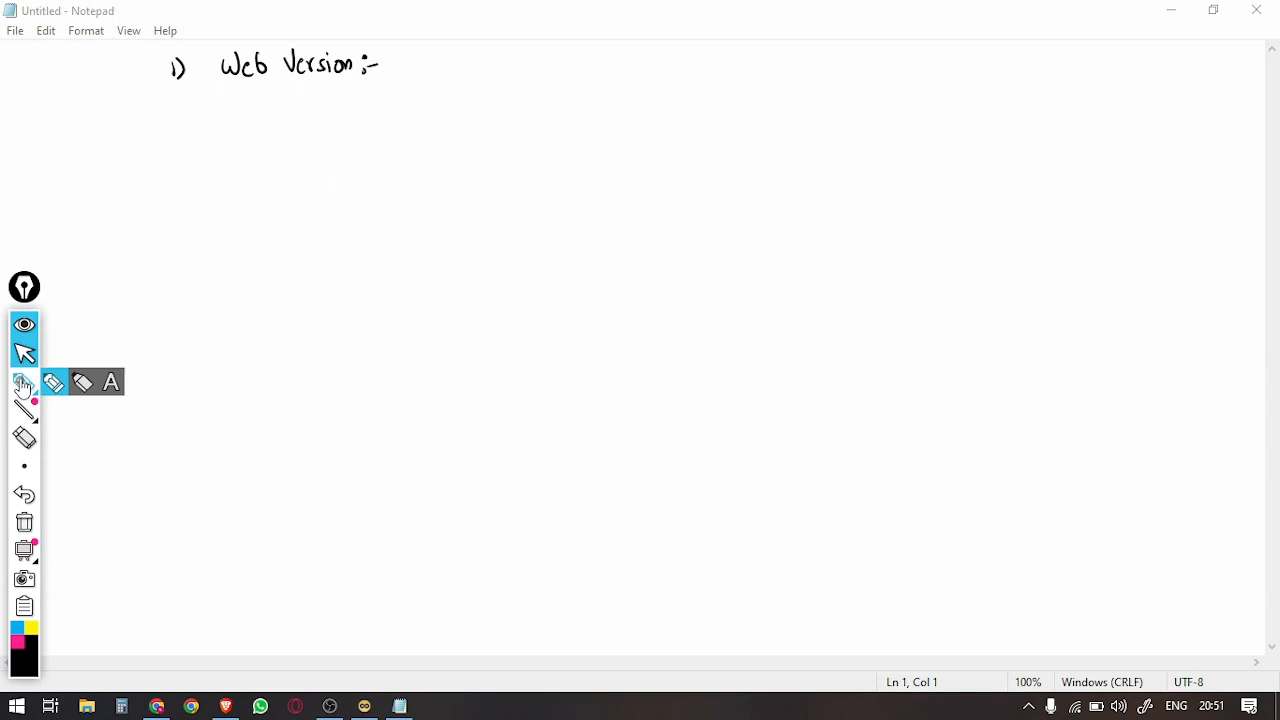 Untitled - Notepad
File Edit Format View Help
1) Web Version :-
A
Ln 1, Col 1 100% Windows (CRLF) UTF-8
ENG 20:51